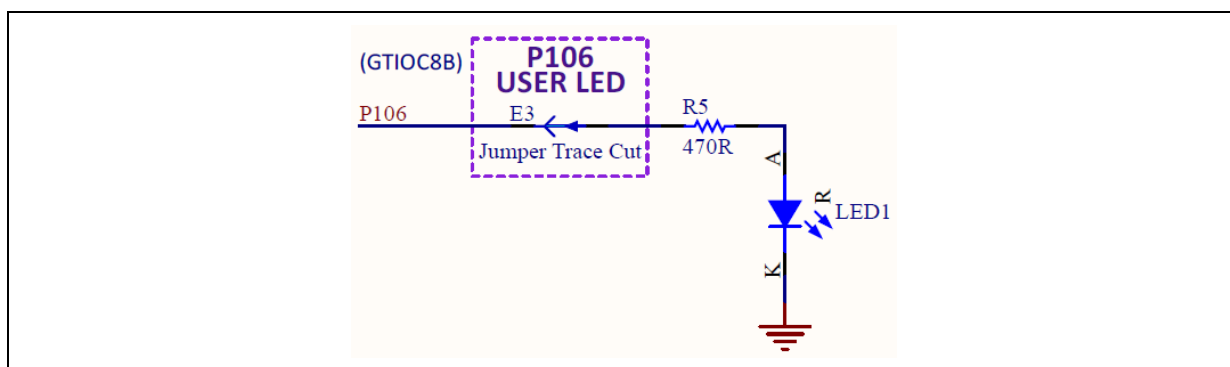 (GTIOC8B)
P106
USER LED
P106
E3
R5
Jumper Trace Cut
470R
A
R
LED1
K